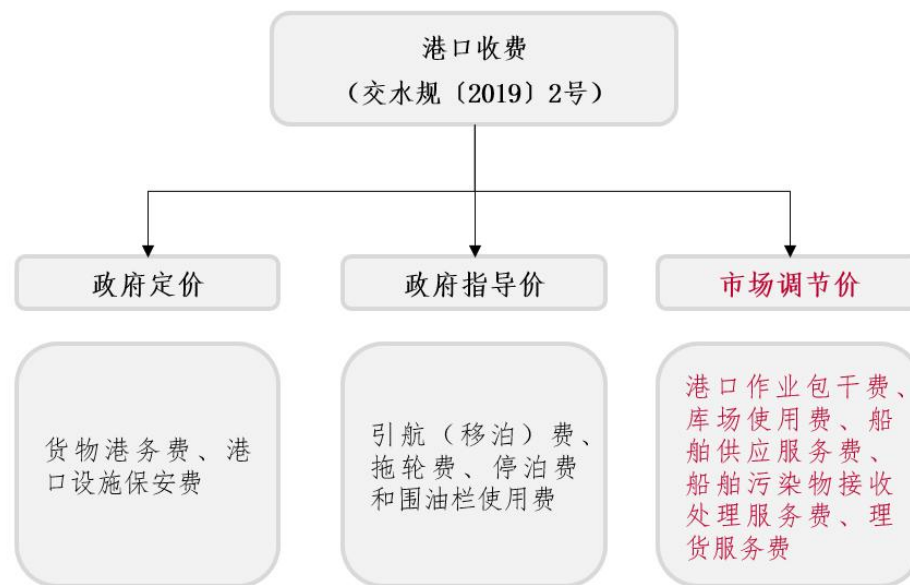 港口收费
（交水规〔2019〕2号）
政府定价
政府指导价
市场调节价
货物港务费、港
口设施保安费
引航（移泊）费、
拖轮费、停泊费
和围油栏使用费
港口作业包干费、
库场使用费、船
舶供应服务费、
船舶污染物接收
处理服务费、理
货服务费